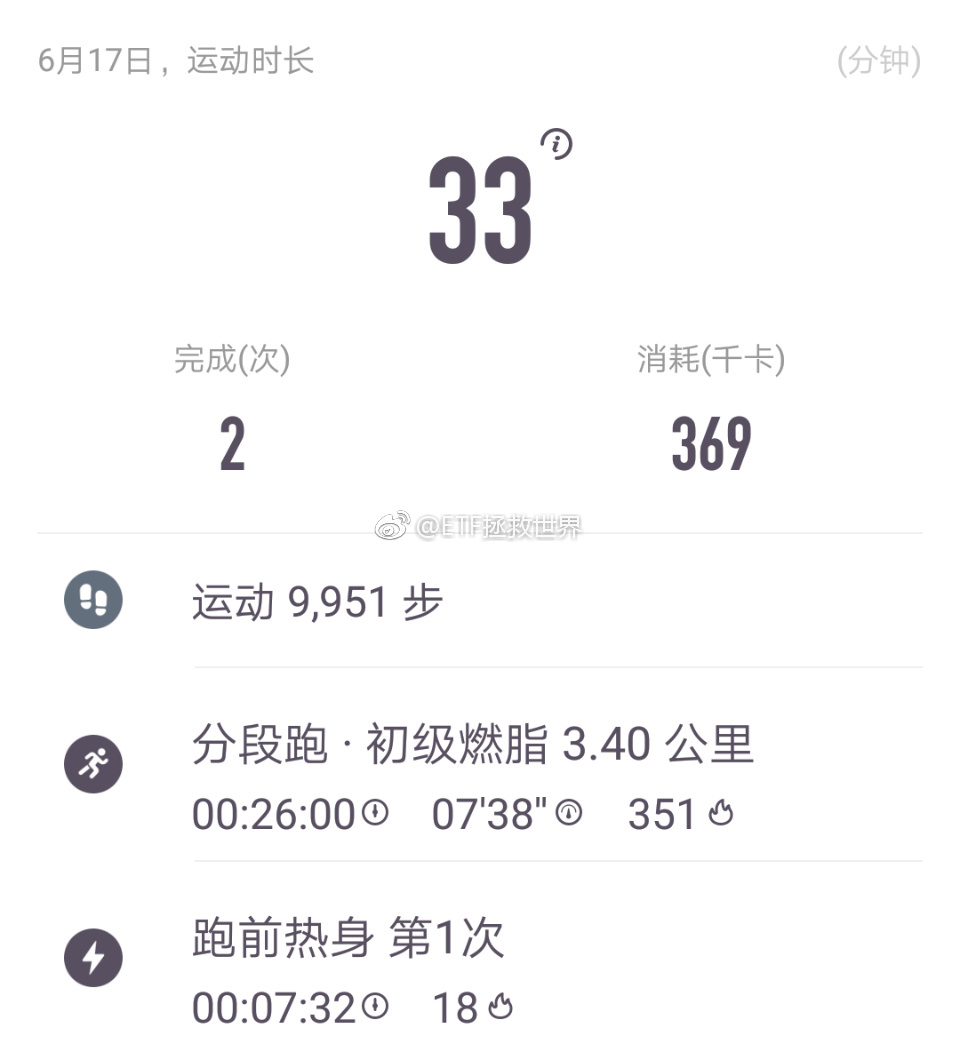 6月17日，运动时长 (分钟)
33
完成(次) 消耗(千卡)
2 369
@ETF拯救世界
运动 9,951 步
分段跑 · 初级燃脂 3.40 公里
00:26:00 07'38" 351
跑前热身 第1次
00:07:32 18